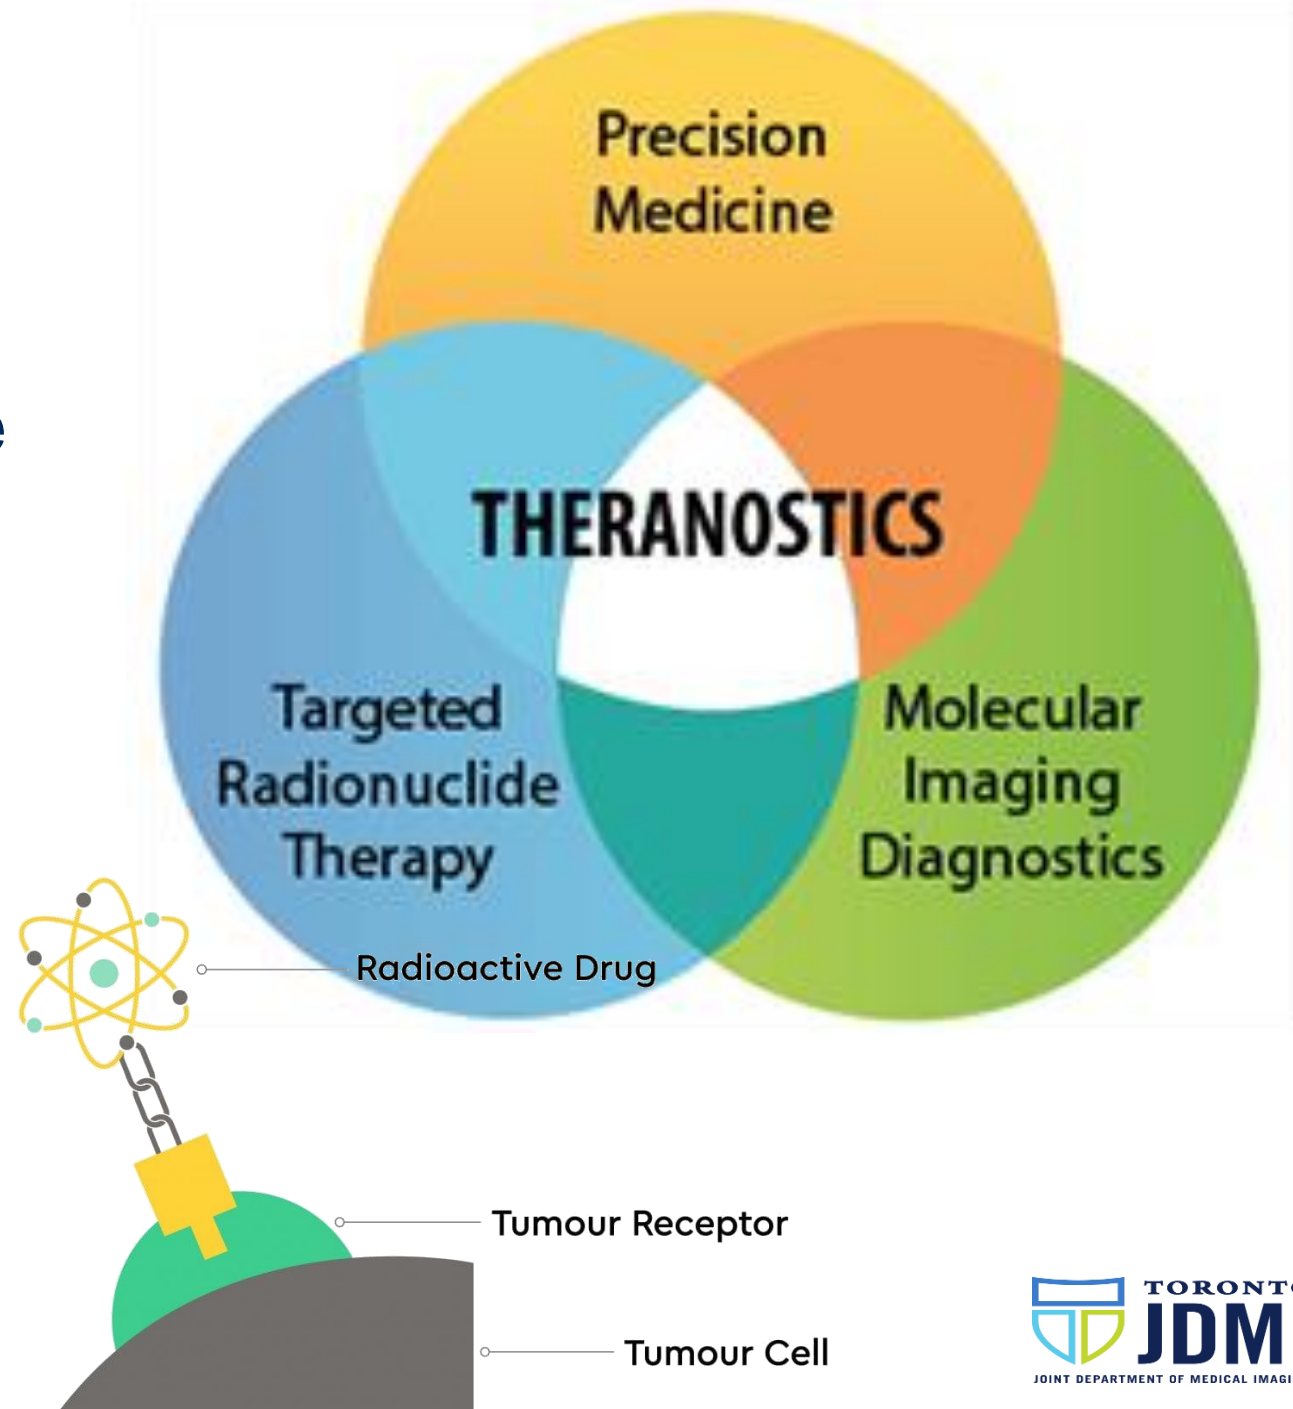 Precision
Medicine
THERANOSTICS
Targeted
Radionuclide
Therapy
Molecular
Imaging
Diagnostics
Radioactive Drug
Tumour Receptor
Tumour Cell
JDM
JOINT DEPARTMENT OF MEDICAL